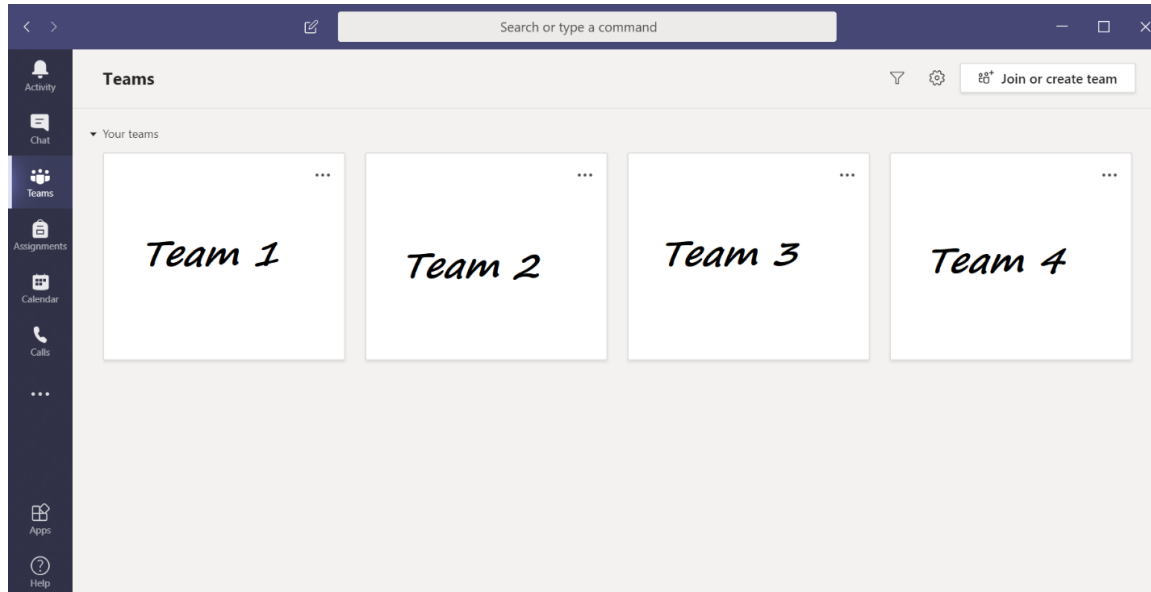 Search or type a command
Activity
Chat
Teams
Assignments
Calendar
Calls
Apps
Help
Teams
Join or create team
Your teams
Team 1
Team 2
Team 3
Team 4